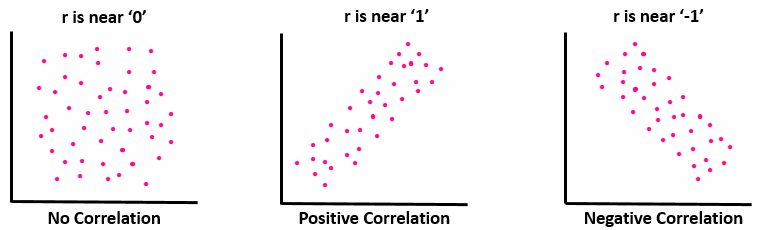 r is near ‘0’
r is near ‘1’
r is near ‘-1’
No Correlation
Positive Correlation
Negative Correlation